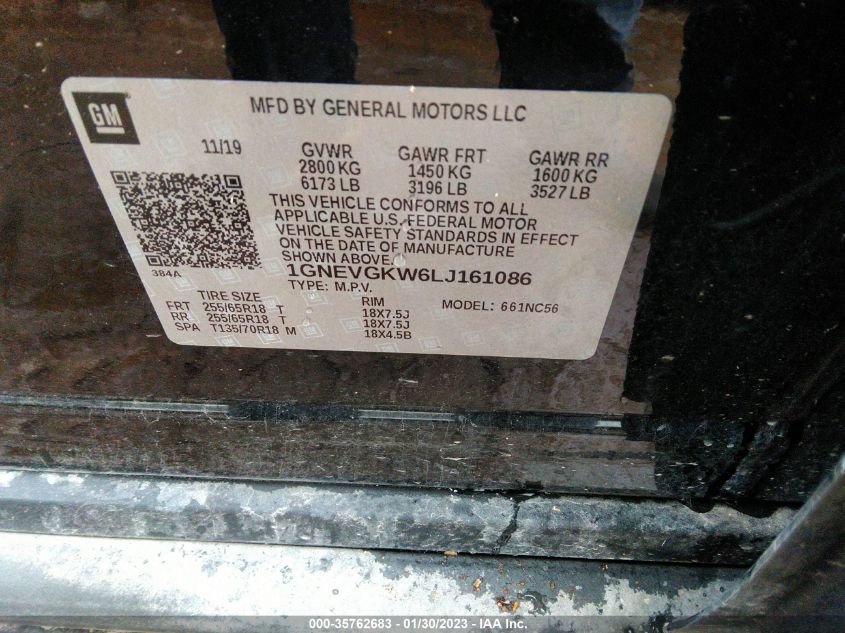 GM
MFD BY GENERAL MOTORS LLC
11/19 GVWR GAWR FRT GAWR RR
2800 KG 1450 KG 1600 KG
6173 LB 3196 LB 3527 LB
THIS VEHICLE CONFORMS TO ALL
APPLICABLE U.S. FEDERAL MOTOR
VEHICLE SAFETY STANDARDS IN EFFECT
ON THE DATE OF MANUFACTURE
SHOWN ABOVE.
384A 1GNEVGKW6LJ161086
TYPE: M.P.V.
TIRE SIZE RIM MODEL: 661NC56
FRT 255/65R18 T 18X7.5J
RR 255/65R18 T 18X7.5J
SPA T135/70R18 M 18X4.5B
000-35762683 - 01/30/2023 - IAA Inc.